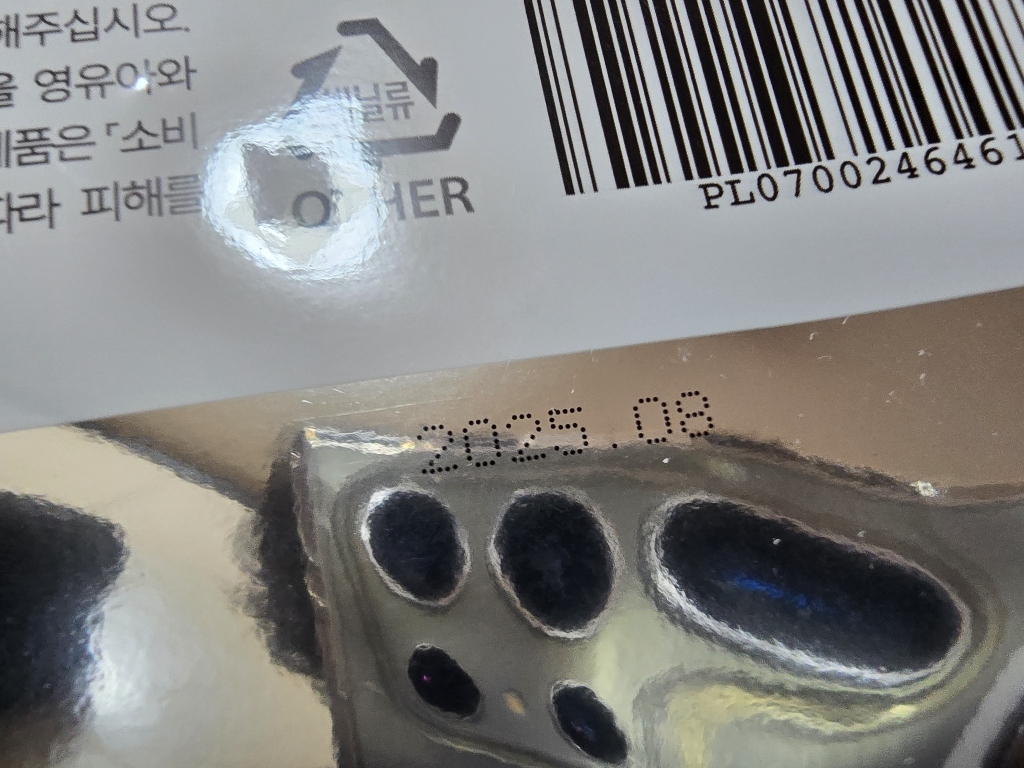 해주십시오.
을 영유아와
제품은 「소비
따라 피해를
비닐류
OTHER
PL0700246461
2025.08